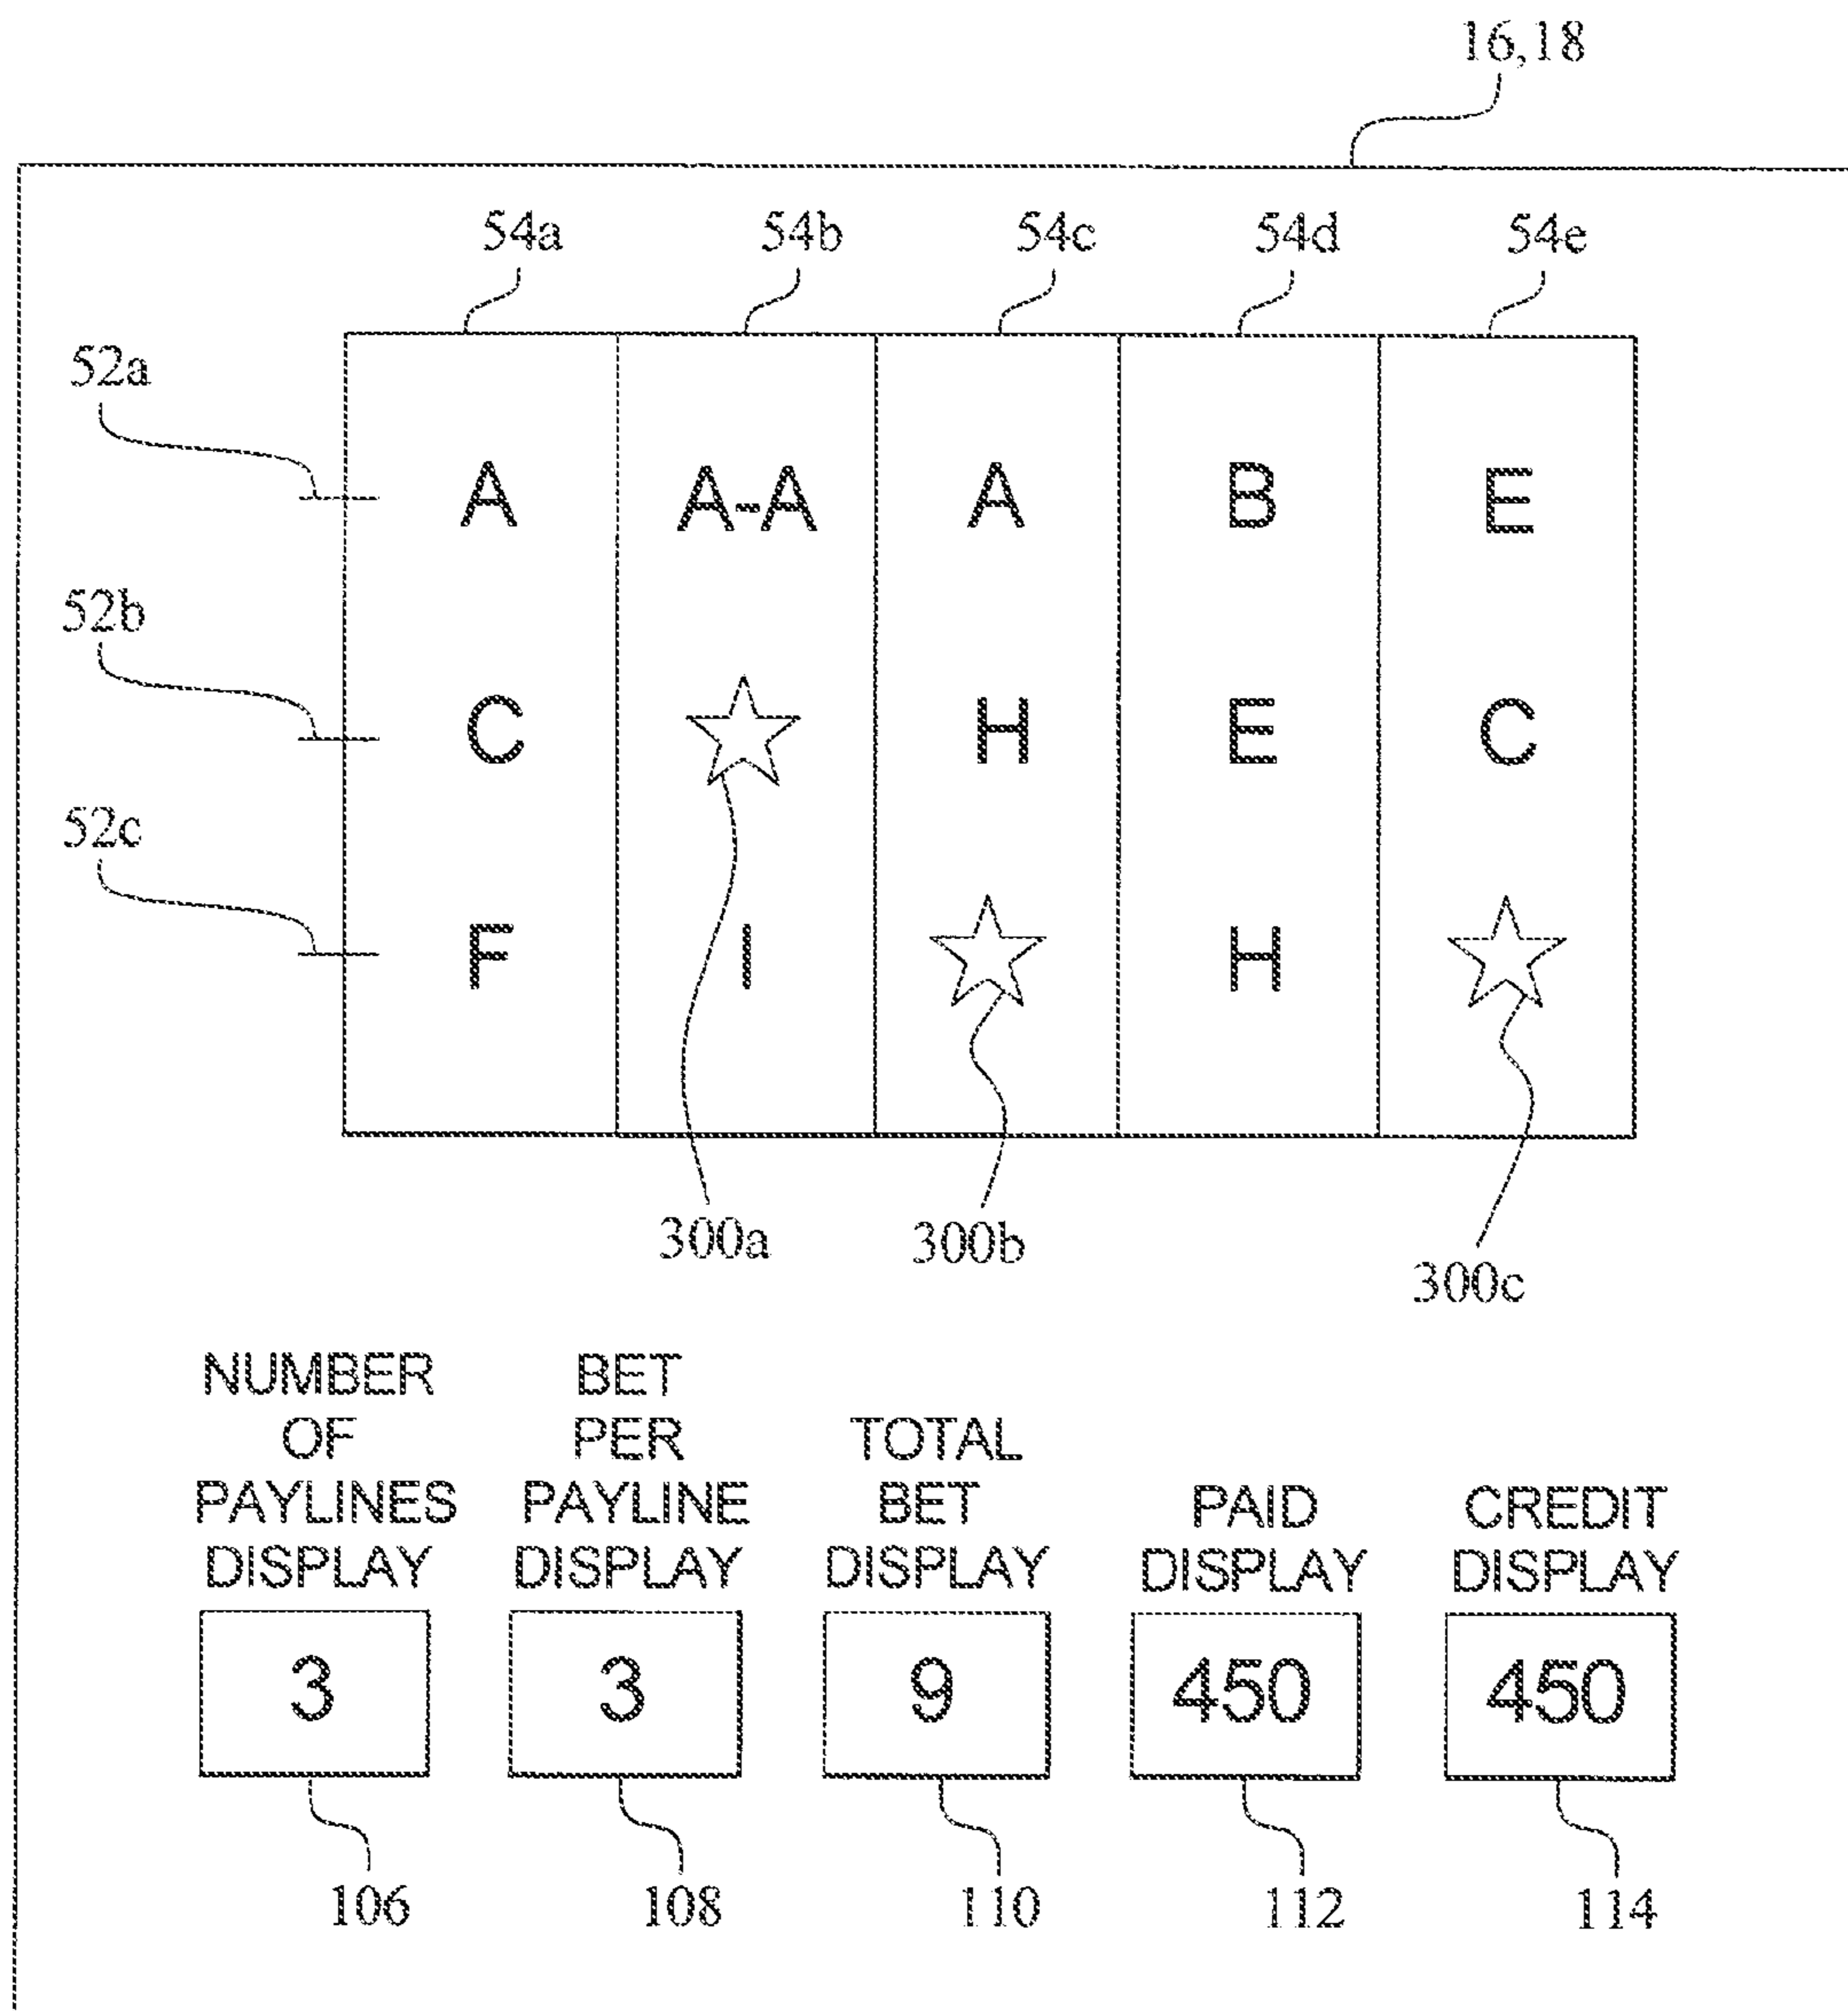 16,18
54a 54b 54c 54d 54e
52a
A A-A A B E
52b
C H E C
52c
F I H
300a 300b
300c
NUMBER OF PAYLINES DISPLAY
BET PER PAYLINE DISPLAY
TOTAL BET DISPLAY
PAID DISPLAY
CREDIT DISPLAY
3 3 9 450 450
106 108 110 112 114